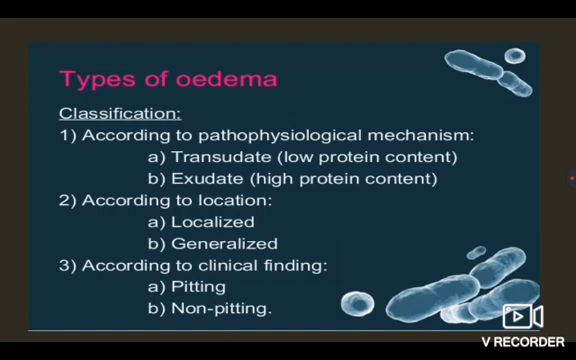 Types of oedema
Classification:
1) According to pathophysiological mechanism:
a) Transudate (low protein content)
b) Exudate (high protein content)
2) According to location:
a) Localized
b) Generalized
3) According to clinical finding:
a) Pitting
b) Non-pitting.
V RECORDER